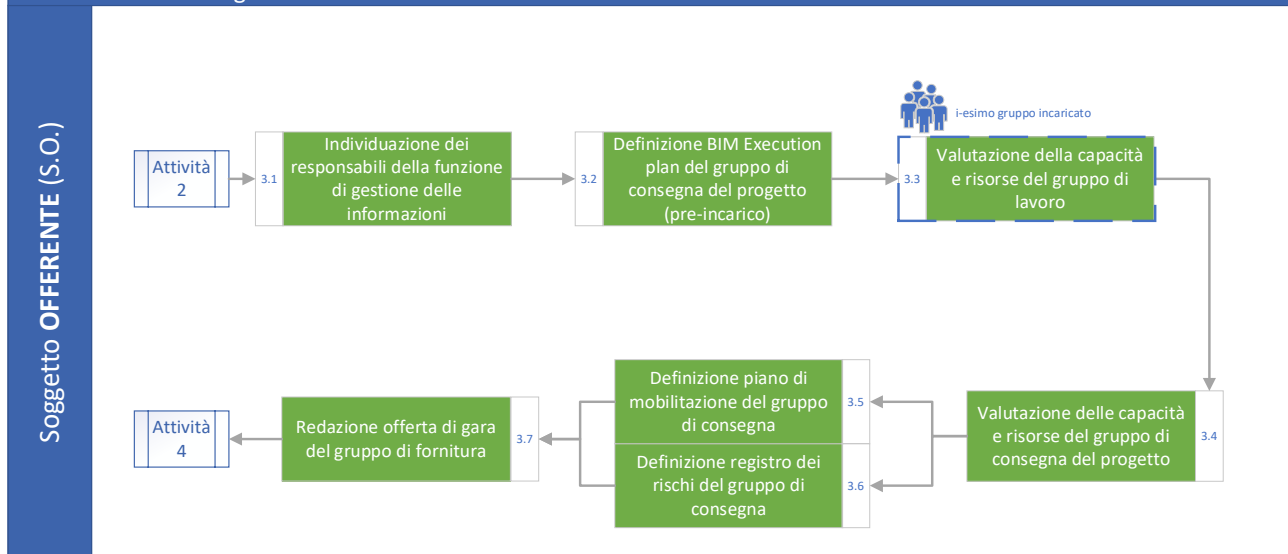 Soggetto OFFERENTE (S.O.)
i-esimo gruppo incaricato
Attività
2
3.1
Individuazione dei
responsabili della funzione
di gestione delle
informazioni
3.2
Definizione BIM Execution
plan del gruppo di
consegna del progetto
(pre-incarico)
3.3
Valutazione della capacità
e risorse del gruppo di
lavoro
Valutazione delle capacità
e risorse del gruppo di
consegna del progetto
3.4
Definizione piano di
mobilitazione del gruppo
di consegna
3.5
Definizione registro dei
rischi del gruppo di
consegna
3.6
Redazione offerta di gara
del gruppo di fornitura
3.7
Attività
4